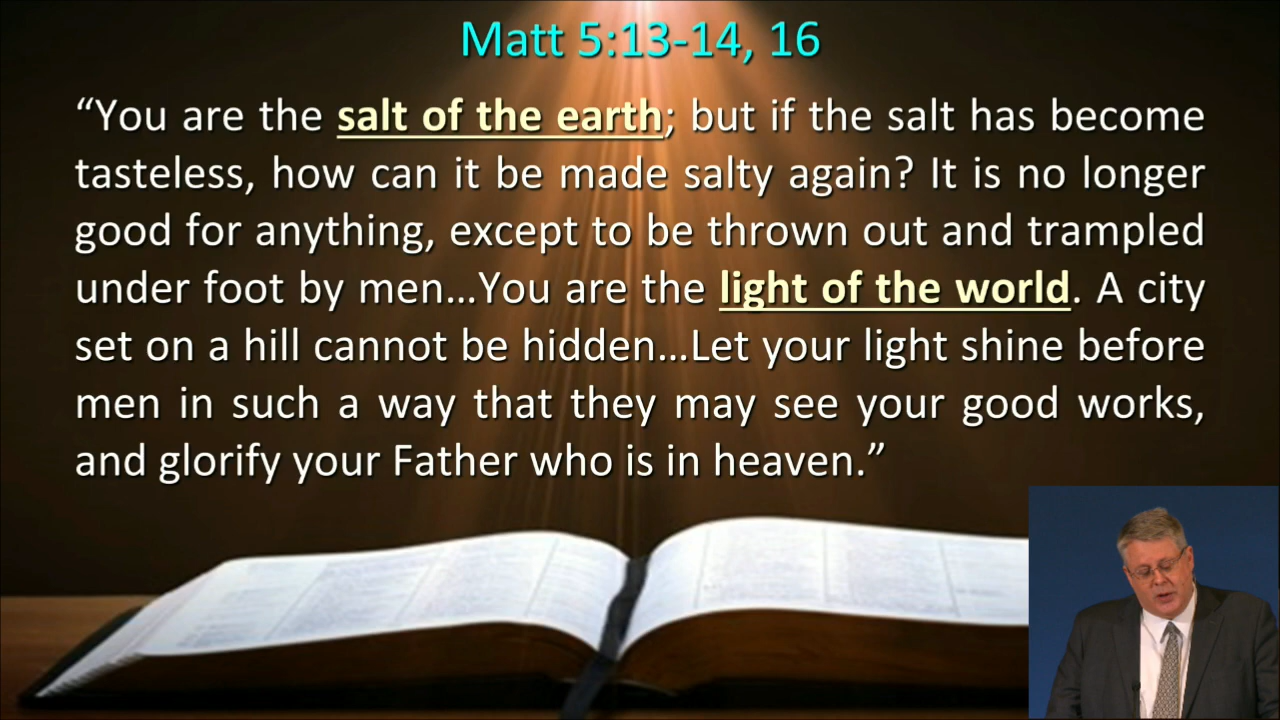 Matt 5:13-14, 16
“You are the salt of the earth; but if the salt has become
tasteless, how can it be made salty again? It is no longer
good for anything, except to be thrown out and trampled
under foot by men…You are the light of the world. A city
set on a hill cannot be hidden…Let your light shine before
men in such a way that they may see your good works,
and glorify your Father who is in heaven.”